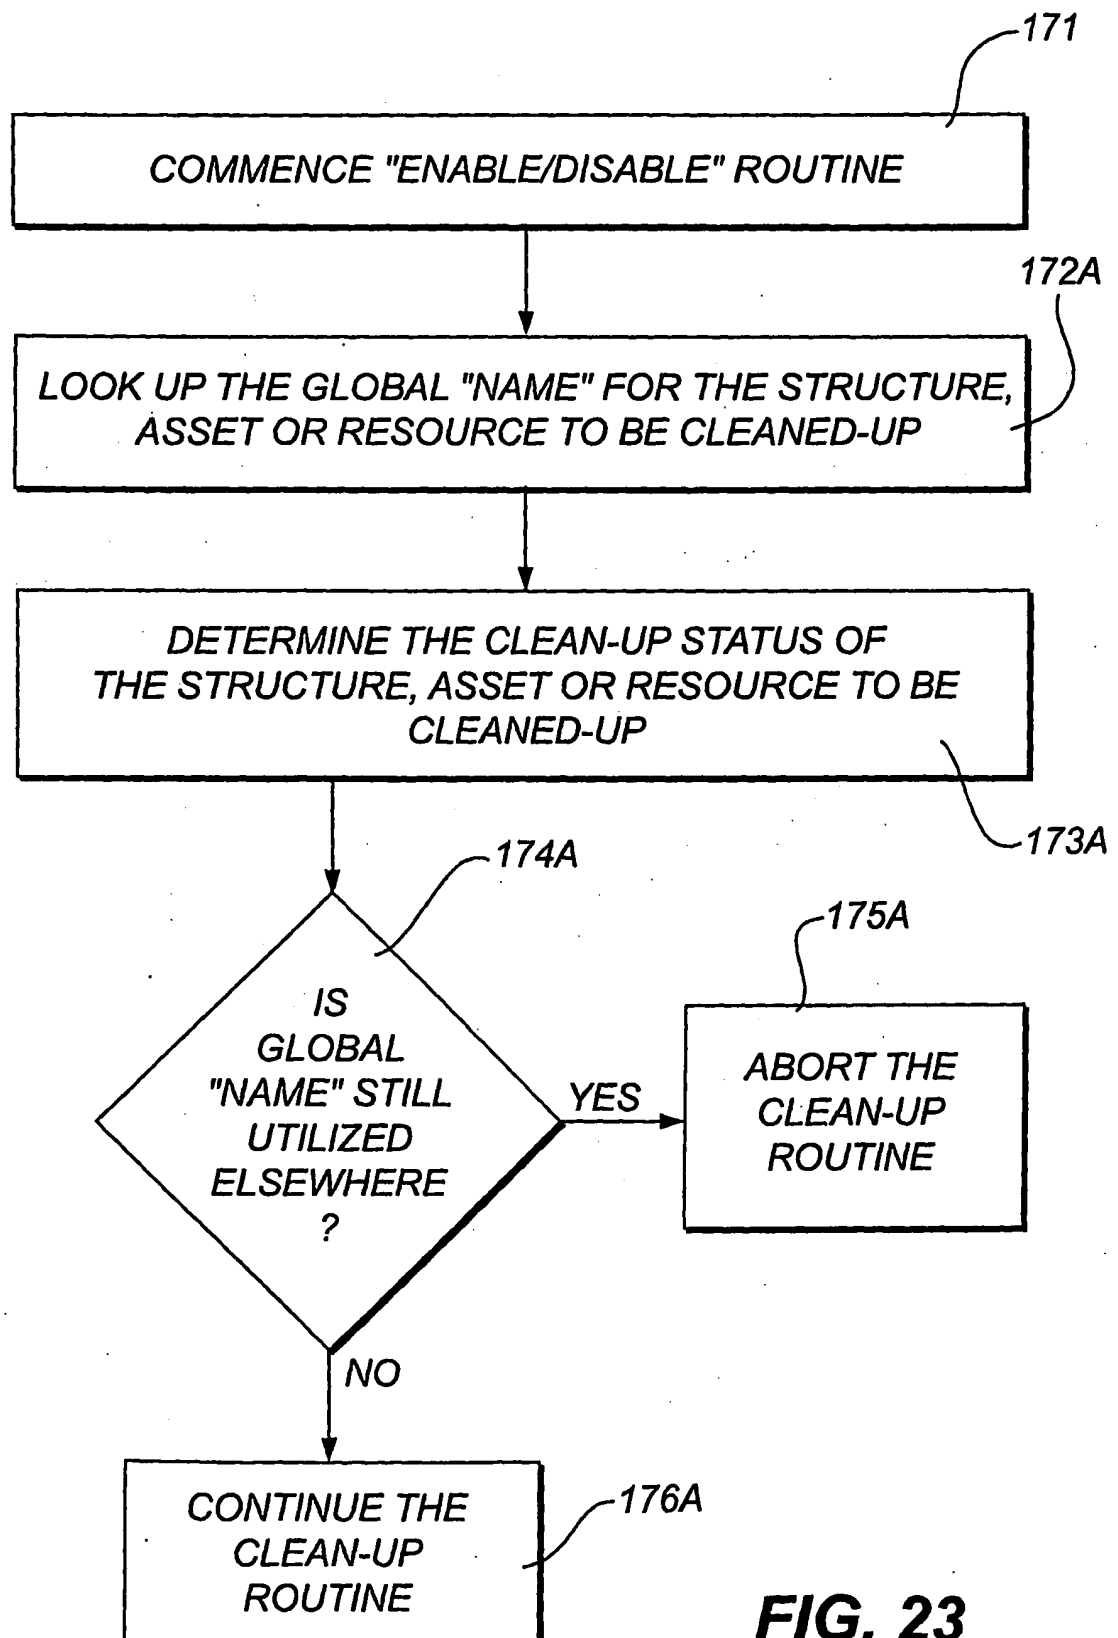 171
COMMENCE "ENABLE/DISABLE" ROUTINE
172A
LOOK UP THE GLOBAL "NAME" FOR THE STRUCTURE,
ASSET OR RESOURCE TO BE CLEANED-UP
DETERMINE THE CLEAN-UP STATUS OF
THE STRUCTURE, ASSET OR RESOURCE TO BE
CLEANED-UP
173A
174A
175A
IS
GLOBAL
"NAME" STILL
UTILIZED
ELSEWHERE
?
YES
ABORT THE
CLEAN-UP
ROUTINE
NO
176A
CONTINUE THE
CLEAN-UP
ROUTINE
FIG. 23